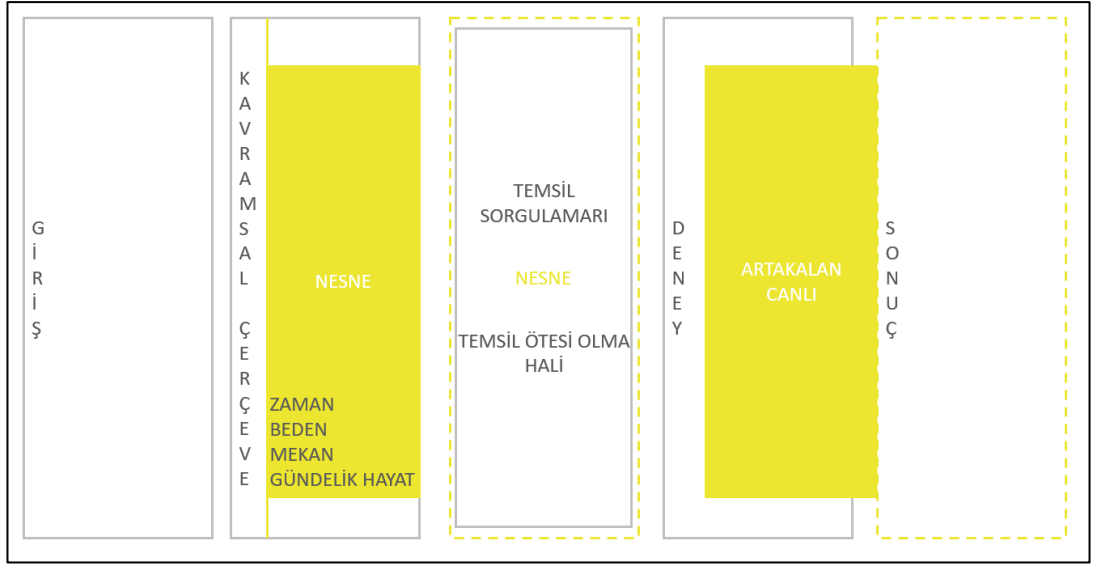 GİRİŞ
KAVRAMSAL ÇERÇEVE
NESNE
ZAMAN
BEDEN
MEKAN
GÜNDELİK HAYAT
TEMSİL
SORGULAMARI
NESNE
TEMSİL ÖTESİ OLMA
HALİ
DENEY
ARTAKALAN
CANLI
SONUÇ